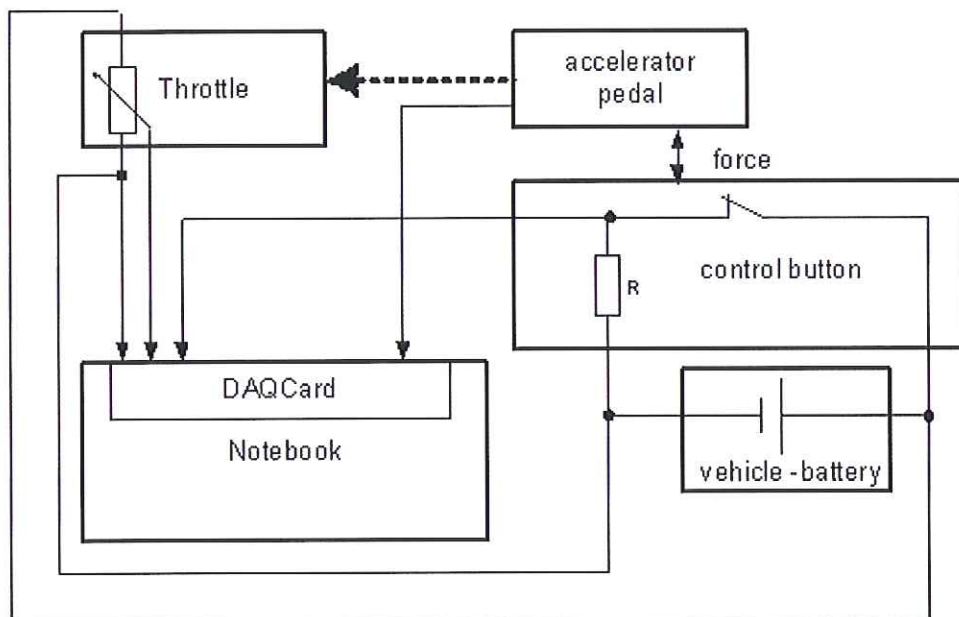 Throttle
accelerator
pedal
force
control button
R
DAQCard
Notebook
vehicle -battery